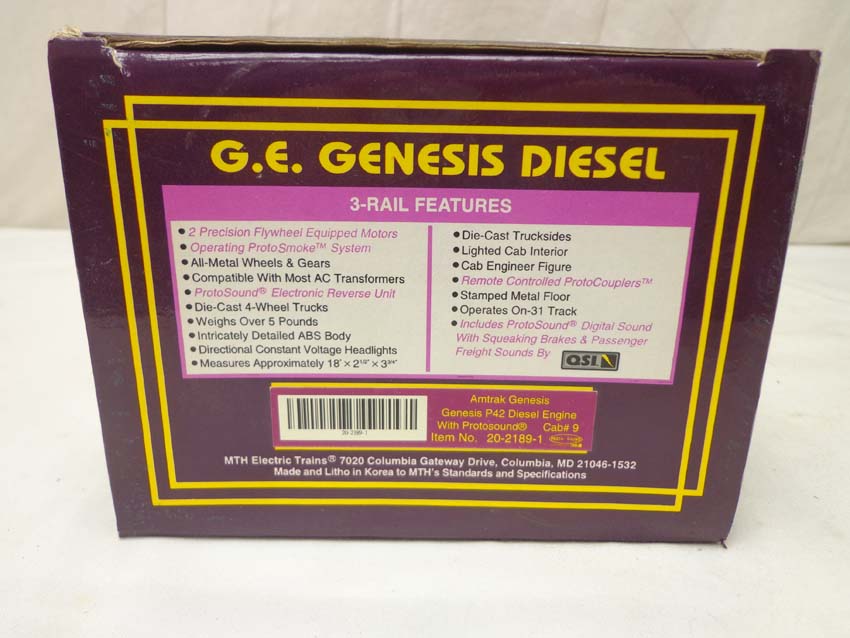 G.E. GENESIS DIESEL
3-RAIL FEATURES
• 2 Precision Flywheel Equipped Motors
• Operating ProtoSmoke™ System
• All-Metal Wheels & Gears
• Compatible With Most AC Transformers
• ProtoSound® Electronic Reverse Unit
• Die-Cast 4-Wheel Trucks
• Weighs Over 5 Pounds
• Intricately Detailed ABS Body
• Directional Constant Voltage Headlights
• Measures Approximately 18" × 2 1/2" × 3 3/4"
• Die-Cast Trucksides
• Lighted Cab Interior
• Cab Engineer Figure
• Remote Controlled ProtoCouplers™
• Stamped Metal Floor
• Operates On-31 Track
• Includes ProtoSound® Digital Sound
With Squeaking Brakes & Passenger
Freight Sounds By QSI
20-2189-1
Amtrak Genesis
Genesis P42 Diesel Engine
With Protosound® Cab# 9
Item No. 20-2189-1
MTH Electric Trains® 7020 Columbia Gateway Drive, Columbia, MD 21046-1532
Made and Litho in Korea to MTH's Standards and Specifications